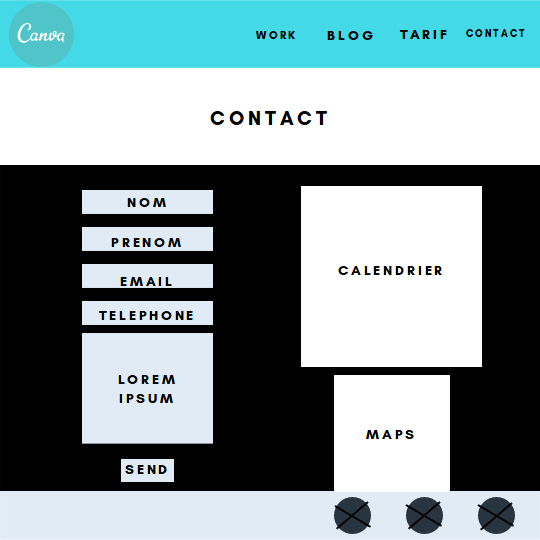 Canva
WORK
BLOG
TARIF
CONTACT
CONTACT
NOM
PRENOM
EMAIL
TELEPHONE
LOREM
IPSUM
SEND
CALENDRIER
MAPS